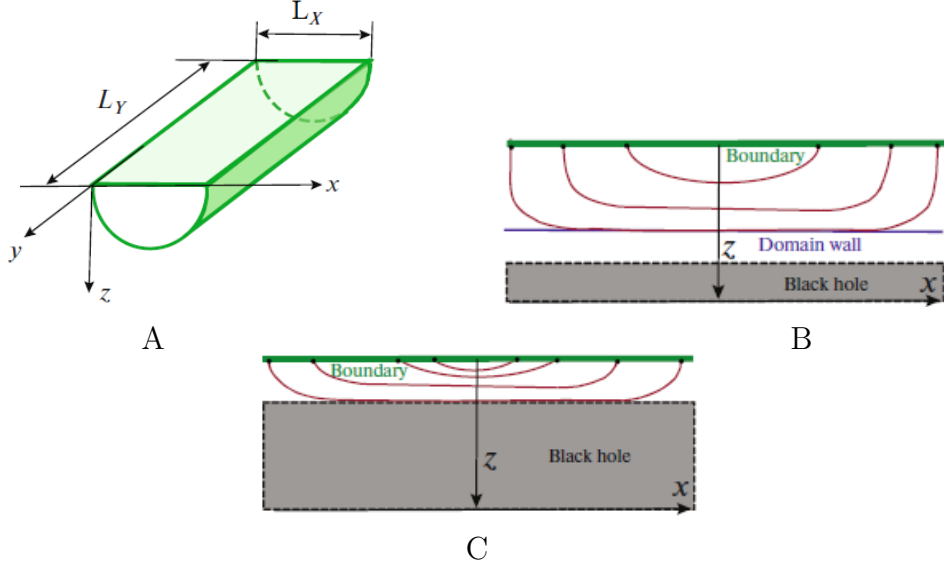 L_X
L_Y
x
y
z
A
Boundary
Domain wall
z
Black hole
x
B
Boundary
z
Black hole
x
C